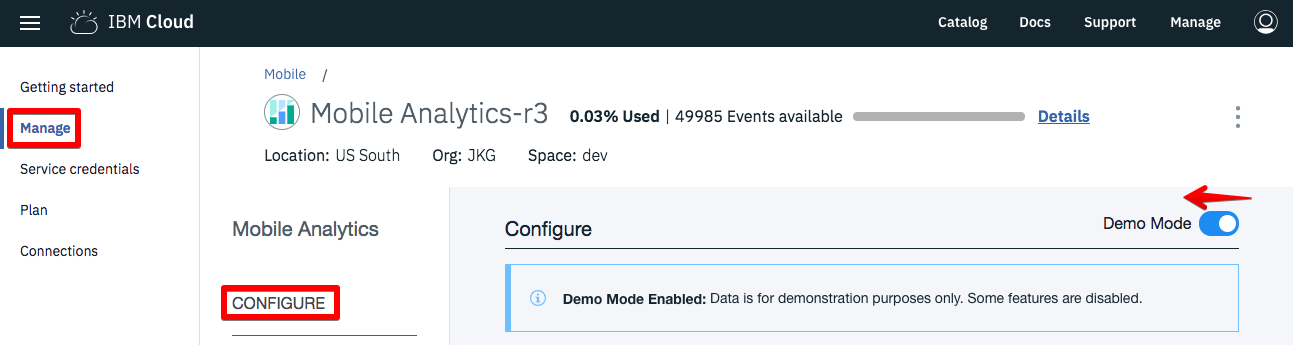 IBM Cloud
Catalog Docs Support Manage
Getting started
Manage
Service credentials
Plan
Connections
Mobile /
Mobile Analytics-r3
0.03% Used | 49985 Events available
Details
Location: US South Org: JKG Space: dev
Mobile Analytics
CONFIGURE
Configure
Demo Mode
Demo Mode Enabled: Data is for demonstration purposes only. Some features are disabled.